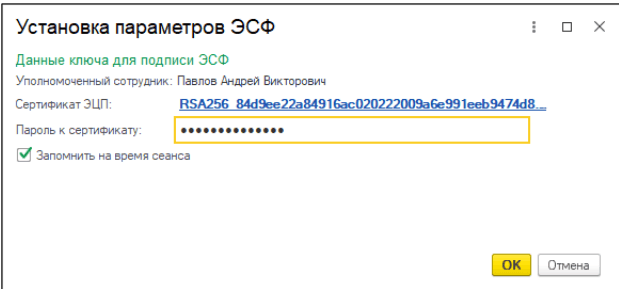 Установка параметров ЭСФ
Данные ключа для подписи ЭСФ
Уполномоченный сотрудник: Павлов Андрей Викторович
Сертификат ЭЦП: RSA256_84d9ee22a84916ac020222009a6e991eeb9474d8...
Пароль к сертификату: ••••••••••••••
Запомнить на время сеанса
ОК Отмена